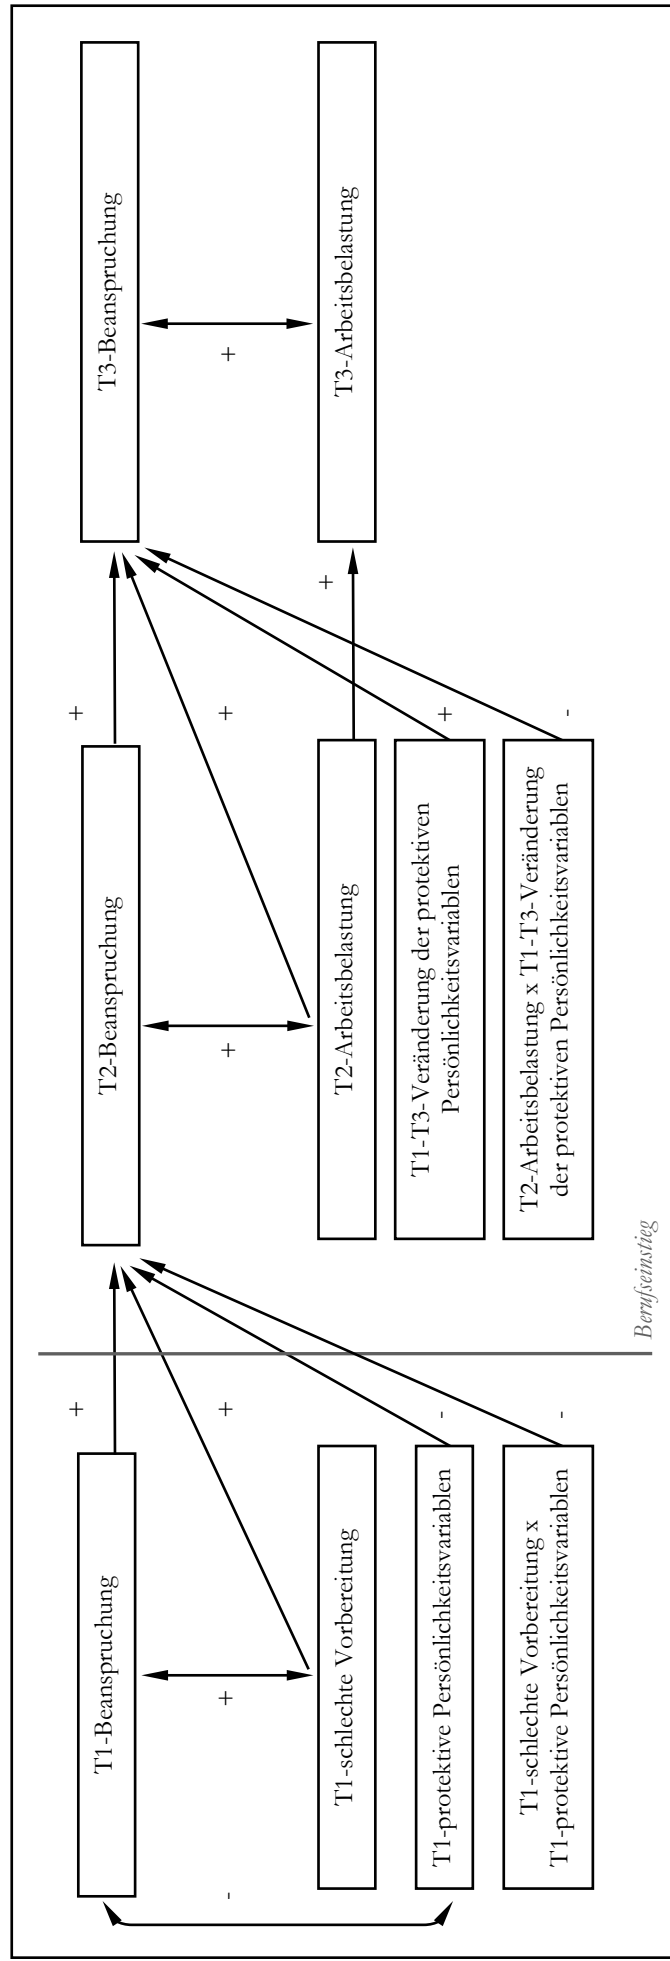 T1-Beanspruchung
T2-Beanspruchung
T3-Beanspruchung
+
+
-
+
+
+
+
+
+
+
T1-schlechte Vorbereitung
T2-Arbeitsbelastung
T3-Arbeitsbelastung
T1-protektive Persönlichkeitsvariablen
-
T1-T3-Veränderung der protektiven
Persönlichkeitsvariablen
+
T1-schlechte Vorbereitung x
T1-protektive Persönlichkeitsvariablen
-
T2-Arbeitsbelastung x T1-T3-Veränderung
der protektiven Persönlichkeitsvariablen
-
Berufseinstieg